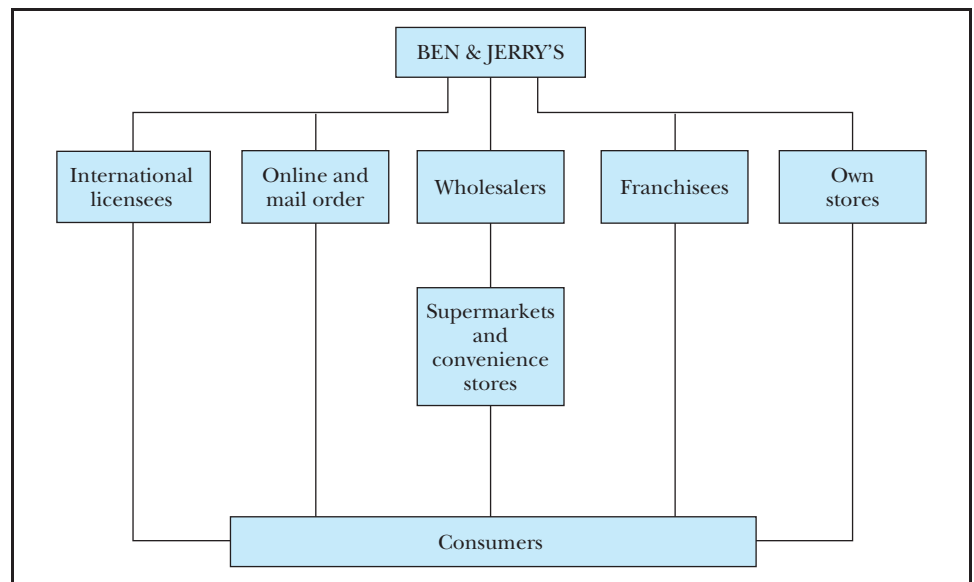 BEN & JERRY’S
International
licensees
Online and
mail order
Wholesalers
Franchisees
Own
stores
Supermarkets
and
convenience
stores
Consumers